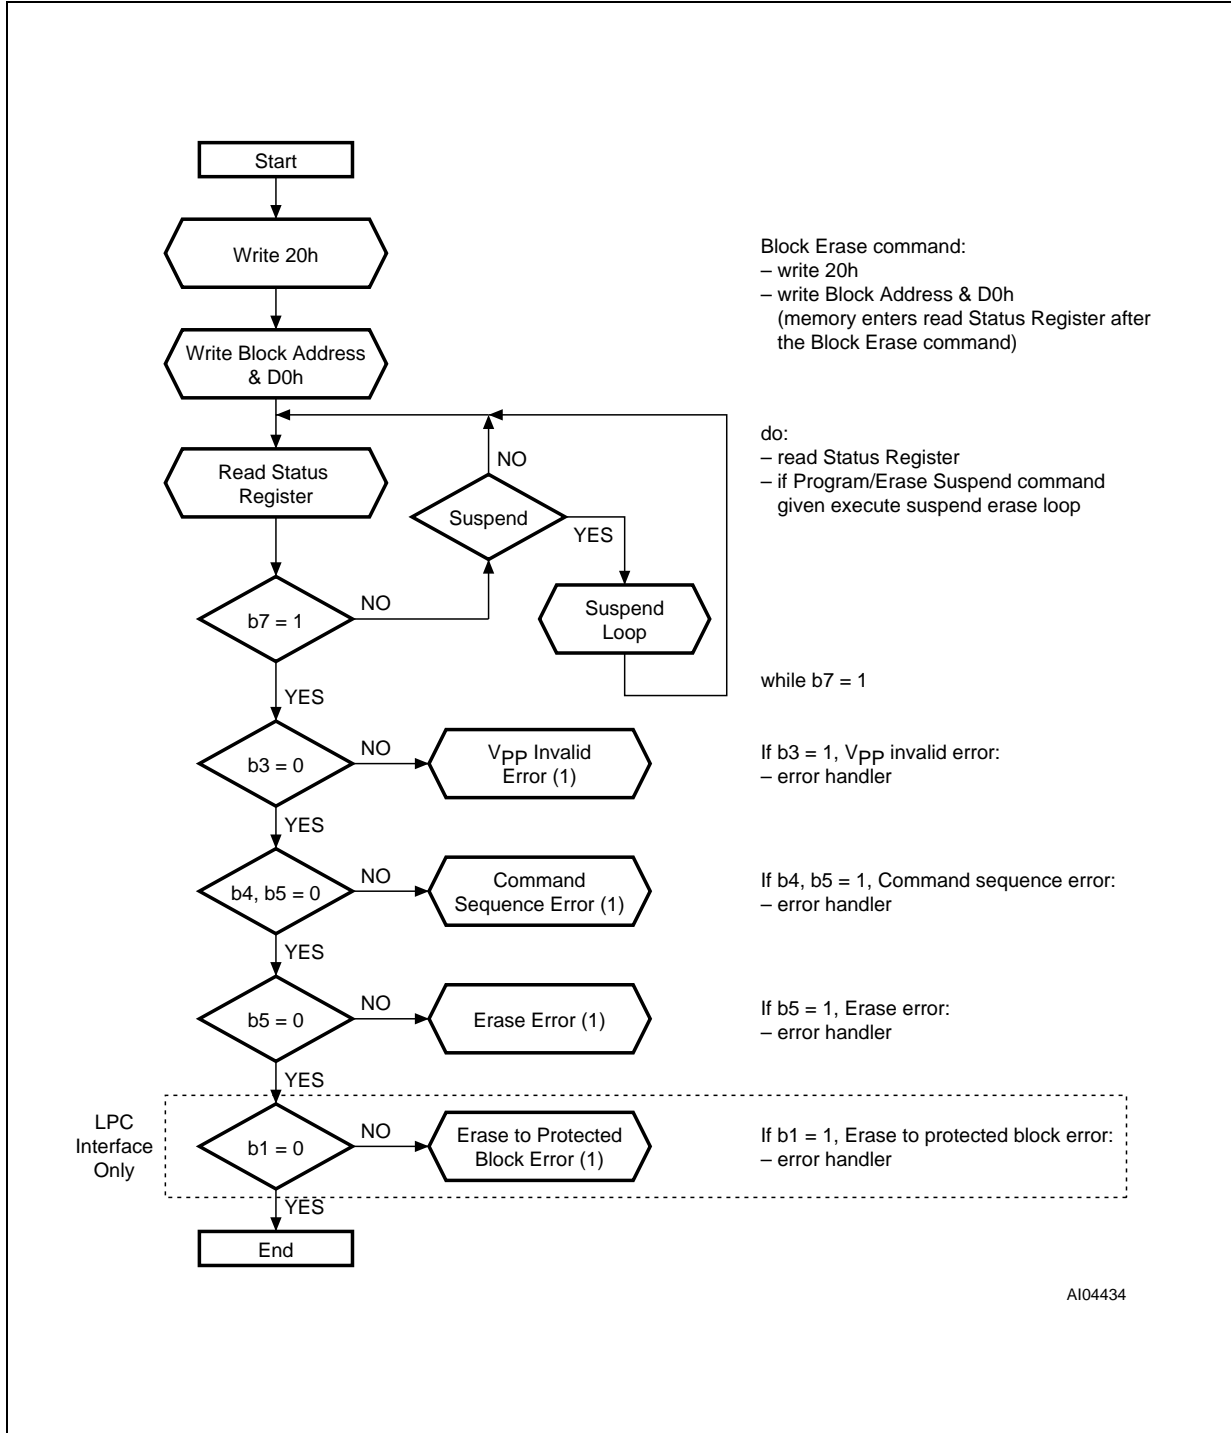 Start
Write 20h
Block Erase command:
– write 20h
– write Block Address & D0h
(memory enters read Status Register after
the Block Erase command)
Write Block Address
& D0h
do:
– read Status Register
– if Program/Erase Suspend command
given execute suspend erase loop
Read Status
Register
NO
Suspend
YES
b7 = 1
NO
Suspend
Loop
while b7 = 1
YES
b3 = 0
NO
VPP Invalid
Error (1)
If b3 = 1, VPP invalid error:
– error handler
YES
b4, b5 = 0
NO
Command
Sequence Error (1)
If b4, b5 = 1, Command sequence error:
– error handler
YES
b5 = 0
NO
Erase Error (1)
If b5 = 1, Erase error:
– error handler
YES
LPC
Interface
Only
b1 = 0
NO
Erase to Protected
Block Error (1)
If b1 = 1, Erase to protected block error:
– error handler
YES
End
AI04434